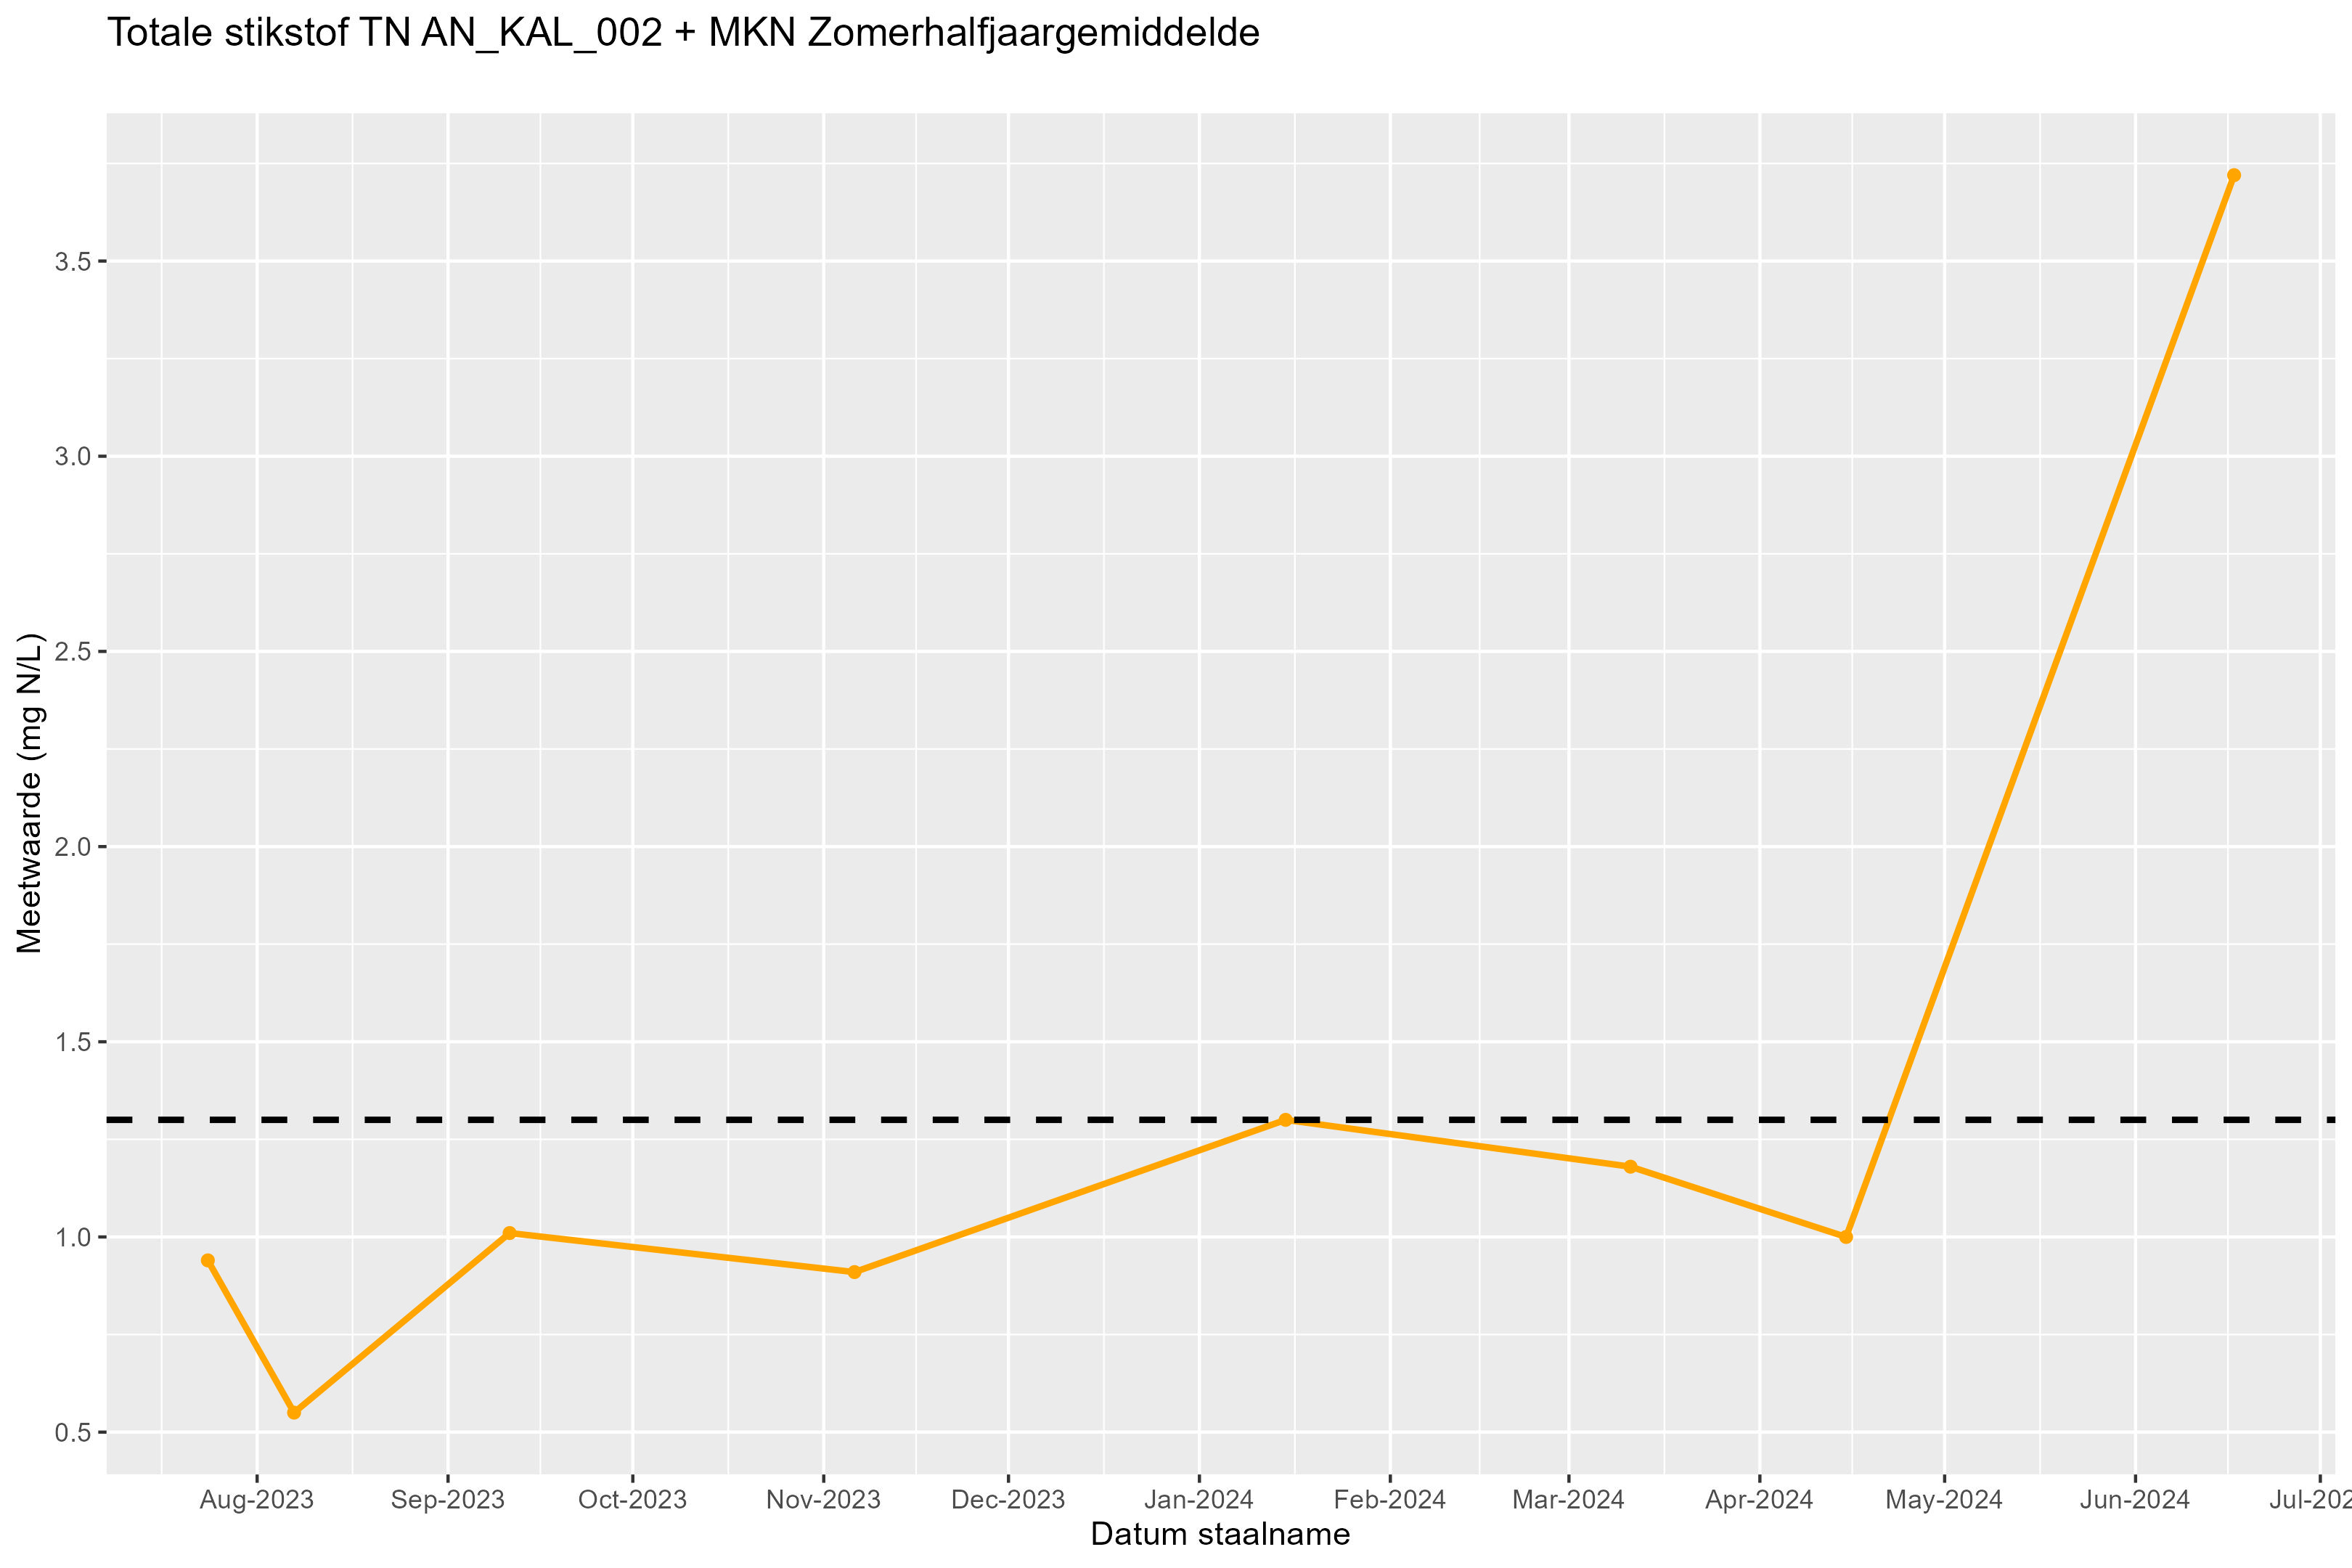 Totale stikstof TN AN_KAL_002 + MKN Zomerhalfjaargemiddelde
Meetwaarde (mg N/L)
3.5
3.0
2.5
2.0
1.5
1.0
0.5
Aug-2023 Sep-2023 Oct-2023 Nov-2023 Dec-2023 Jan-2024 Feb-2024 Mar-2024 Apr-2024 May-2024 Jun-2024 Jul-202
Datum staalname